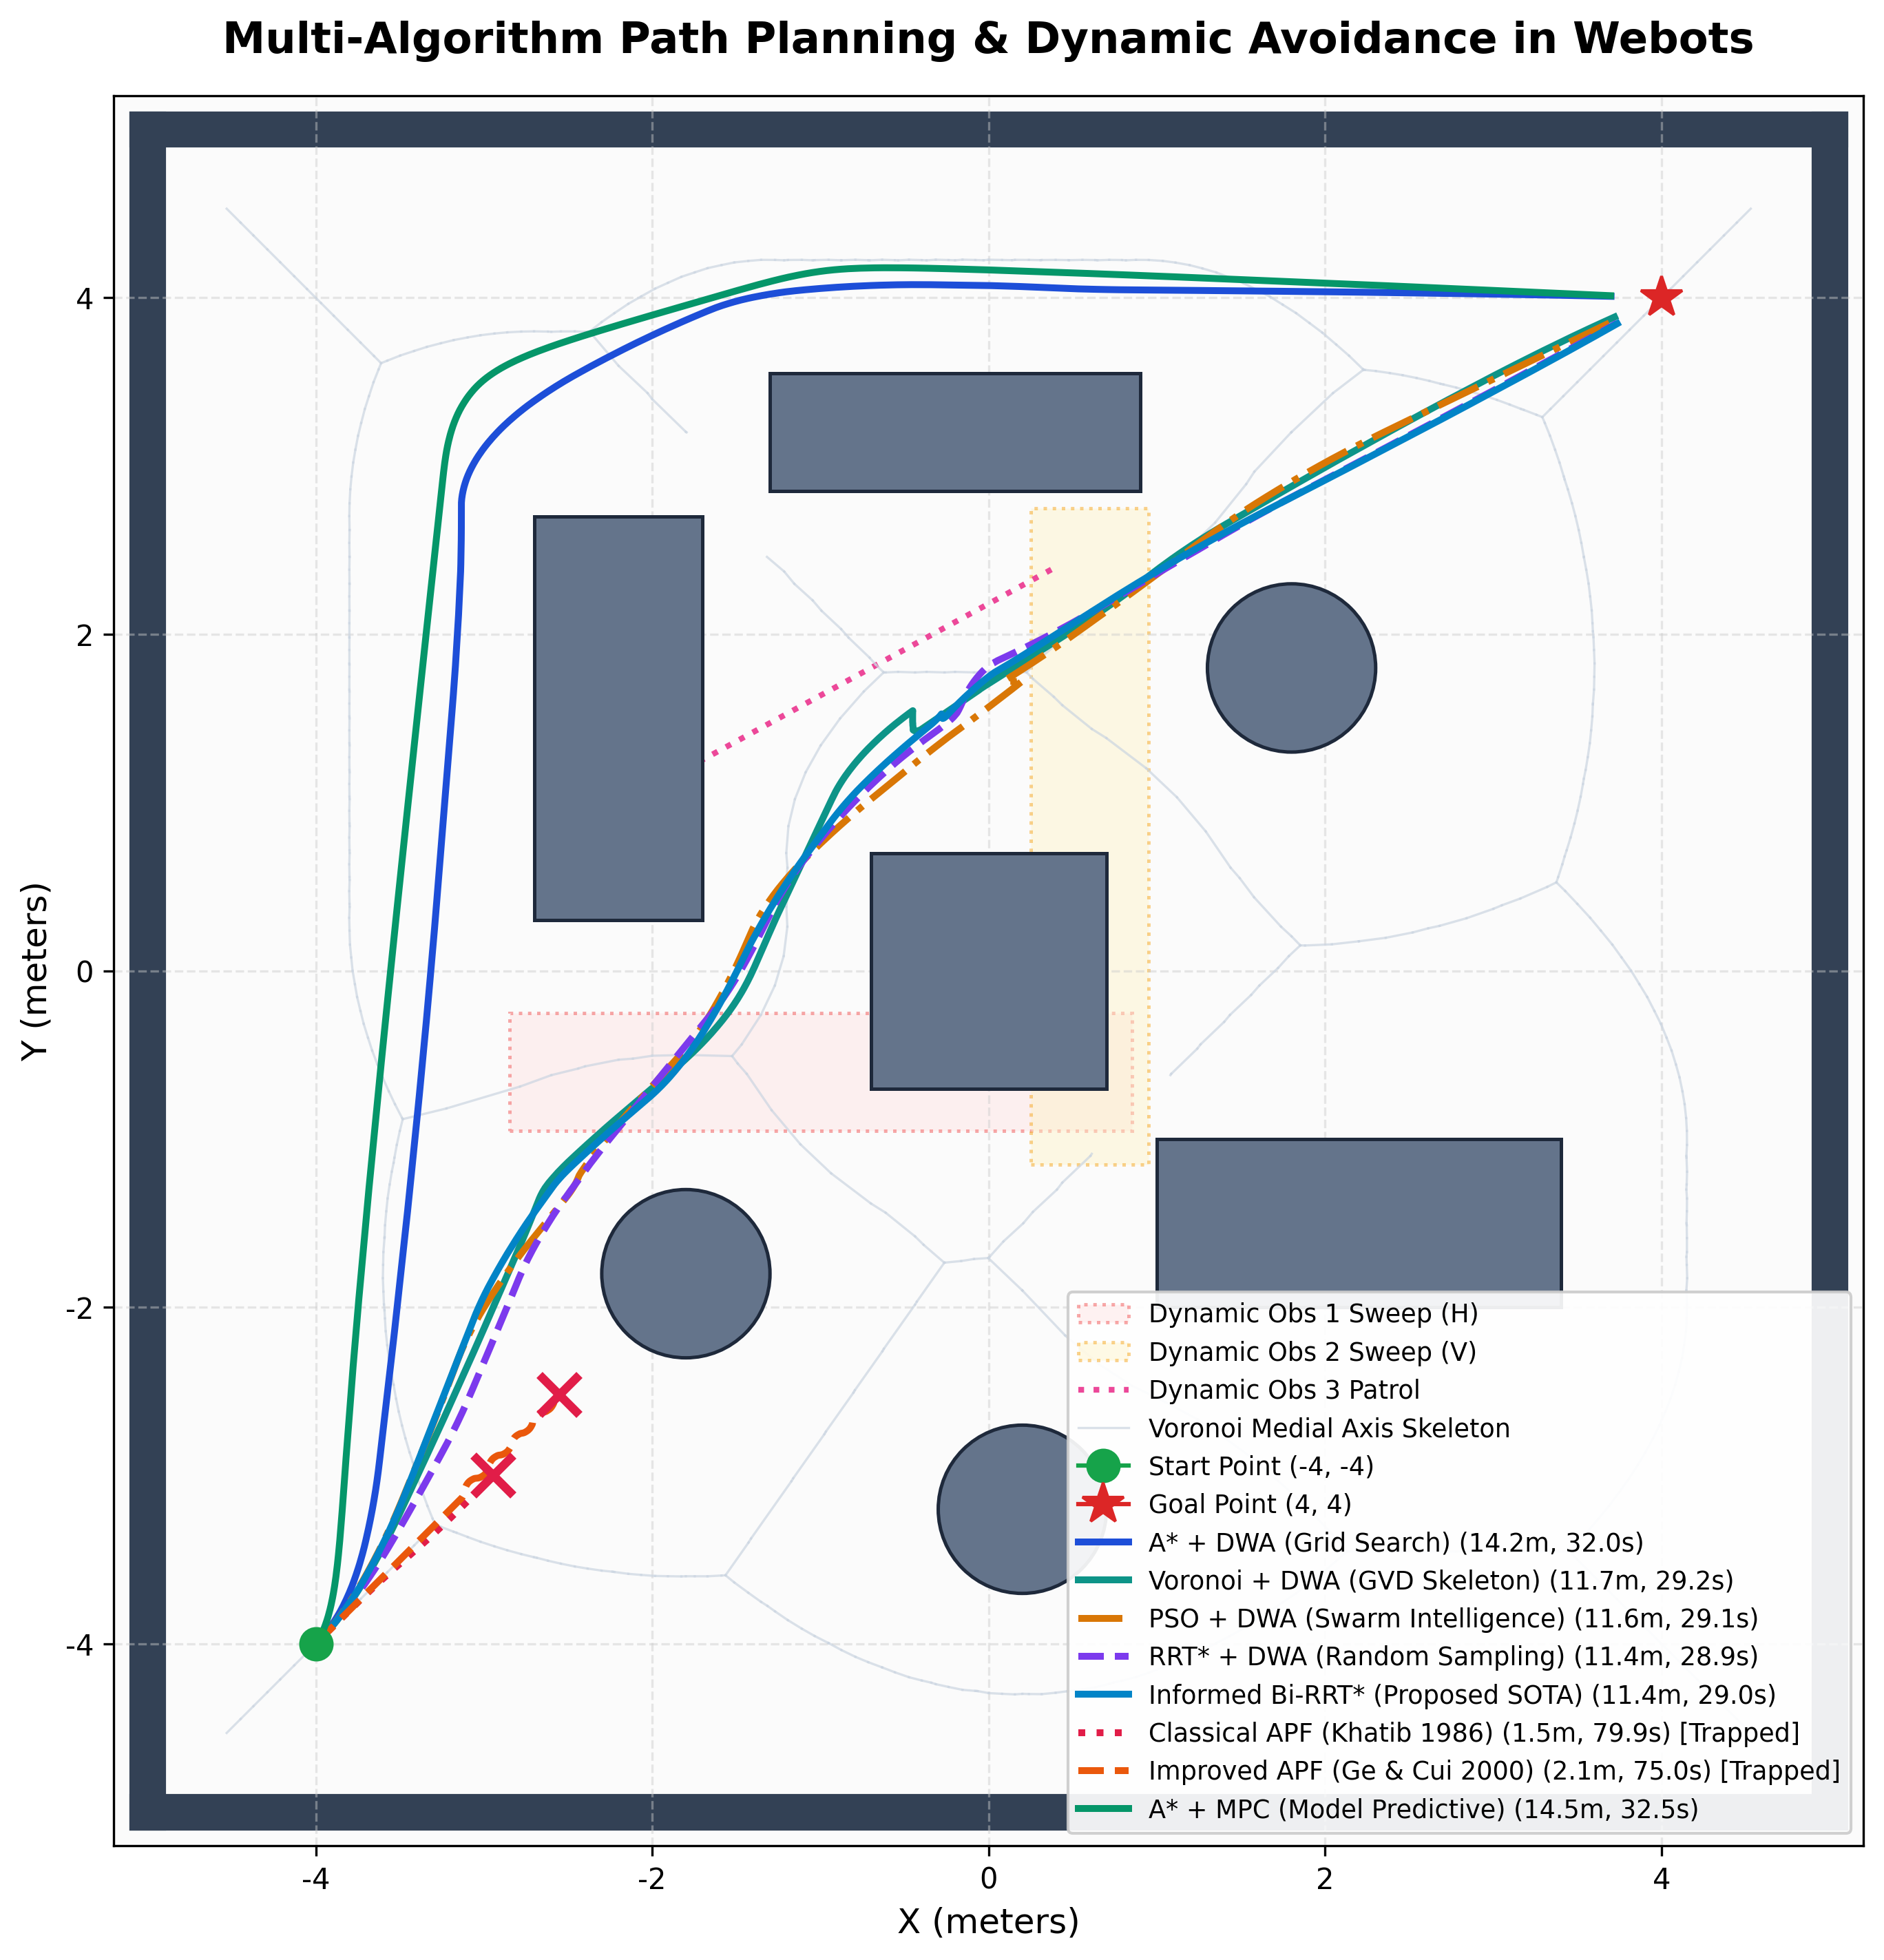 Multi-Algorithm Path Planning & Dynamic Avoidance in Webots
Y (meters)
4
2
0
-2
-4
-4
-2
0
2
4
X (meters)
Dynamic Obs 1 Sweep (H)
Dynamic Obs 2 Sweep (V)
Dynamic Obs 3 Patrol
Voronoi Medial Axis Skeleton
Start Point (-4, -4)
Goal Point (4, 4)
A* + DWA (Grid Search) (14.2m, 32.0s)
Voronoi + DWA (GVD Skeleton) (11.7m, 29.2s)
PSO + DWA (Swarm Intelligence) (11.6m, 29.1s)
RRT* + DWA (Random Sampling) (11.4m, 28.9s)
Informed Bi-RRT* (Proposed SOTA) (11.4m, 29.0s)
Classical APF (Khatib 1986) (1.5m, 79.9s) [Trapped]
Improved APF (Ge & Cui 2000) (2.1m, 75.0s) [Trapped]
A* + MPC (Model Predictive) (14.5m, 32.5s)